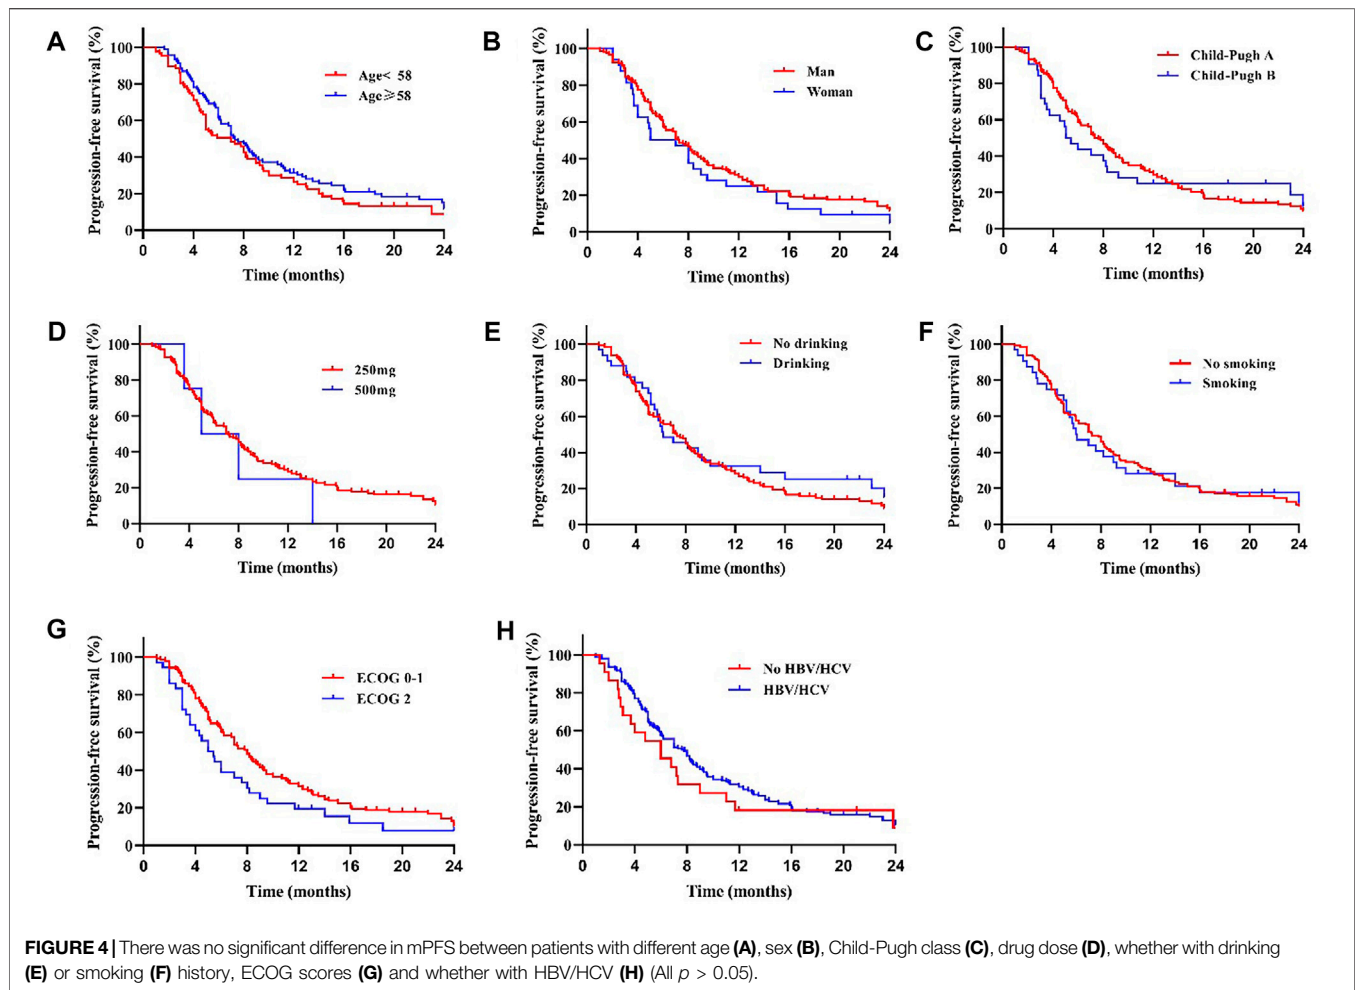 A
Progression-free survival (%)
100
80
60
40
20
0
Age< 58
Age≥58
0 4 8 12 16 20 24
Time (months)
B
Progression-free survival (%)
100
80
60
40
20
0
Man
Woman
0 4 8 12 16 20 24
Time (months)
C
Progression-free survival (%)
100
80
60
40
20
0
Child-Pugh A
Child-Pugh B
0 4 8 12 16 20 24
Time (months)
D
Progression-free survival (%)
100
80
60
40
20
0
250mg
500mg
0 4 8 12 16 20 24
Time (months)
E
Progression-free survival (%)
100
80
60
40
20
0
No drinking
Drinking
0 4 8 12 16 20 24
Time (months)
F
Progression-free survival (%)
100
80
60
40
20
0
No smoking
Smoking
0 4 8 12 16 20 24
Time (months)
G
Progression-free survival (%)
100
80
60
40
20
0
ECOG 0-1
ECOG 2
0 4 8 12 16 20 24
Time (months)
H
Progression-free survival (%)
100
80
60
40
20
0
No HBV/HCV
HBV/HCV
0 4 8 12 16 20 24
Time (months)
FIGURE 4 | There was no significant difference in mPFS between patients with different age (A), sex (B), Child-Pugh class (C), drug dose (D), whether with drinking
(E) or smoking (F) history, ECOG scores (G) and whether with HBV/HCV (H) (All p > 0.05).